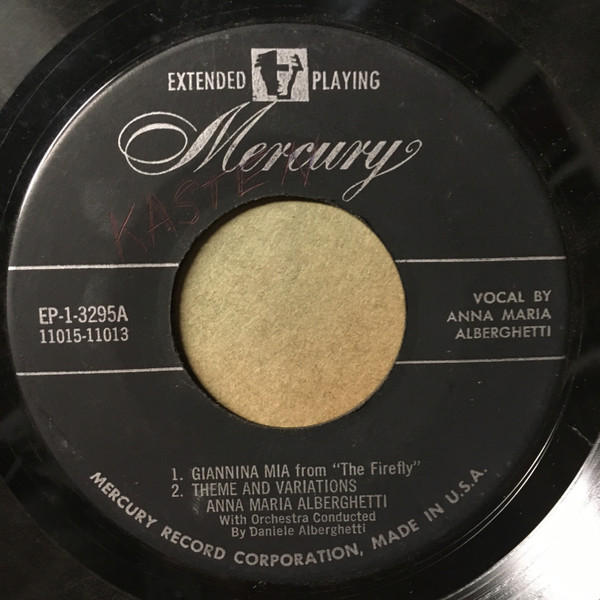 EXTENDED PLAYING
Mercury
KASTEN
EP-1-3295A
11015-11013
VOCAL BY
ANNA MARIA
ALBERGHETTI
1. GIANNINA MIA from "The Firefly"
2. THEME AND VARIATIONS
ANNA MARIA ALBERGHETTI
With Orchestra Conducted
By Daniele Alberghetti
MERCURY RECORD CORPORATION, MADE IN U.S.A.